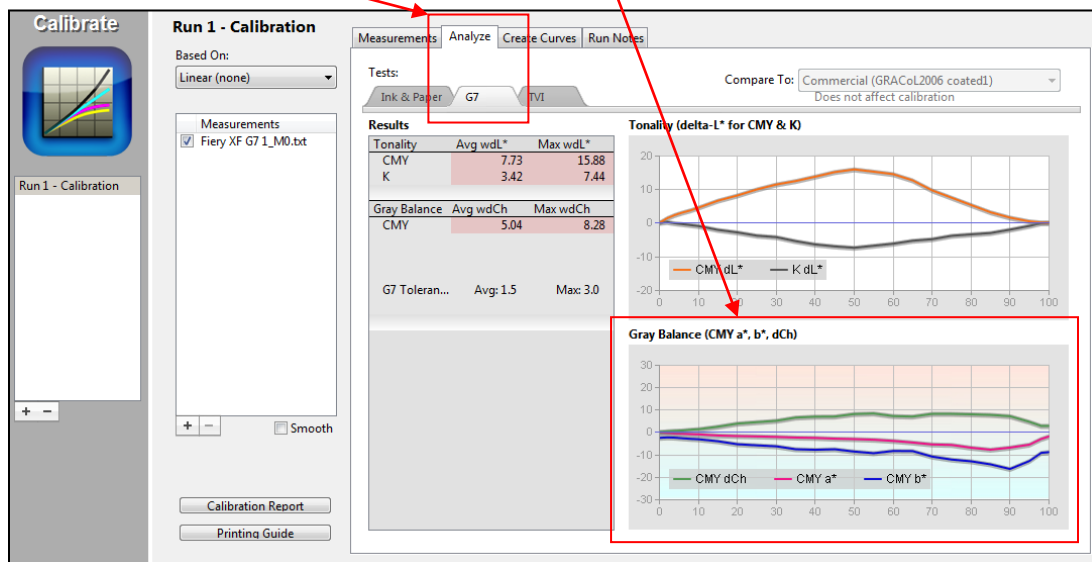 Calibrate
Run 1 - Calibration
Run 1 - Calibration
Based On:
Linear (none)
Measurements
Fiery XF G7 1_M0.txt
+ -
+ -
Smooth
Calibration Report
Printing Guide
Measurements Analyze Create Curves Run Notes
Tests:
Ink & Paper G7 TVI
Compare To: Commercial (GRACoL2006 coated1)
Does not affect calibration
Results
Tonality Avg wdL* Max wdL*
CMY 7.73 15.88
K 3.42 7.44
Gray Balance Avg wdCh Max wdCh
CMY 5.04 8.28
G7 Toleran... Avg: 1.5 Max: 3.0
Tonality (delta-L* for CMY & K)
20
10
0
-10
-20
CMY dL* K dL*
0 10 20 30 40 50 60 70 80 90 100
Gray Balance (CMY a*, b*, dCh)
30
20
10
0
-10
-20
-30
CMY dCh CMY a* CMY b*
0 10 20 30 40 50 60 70 80 90 100